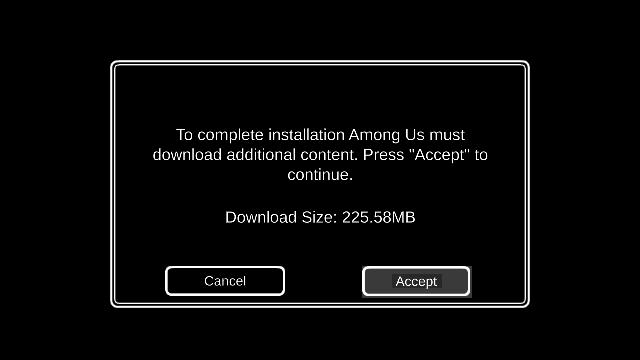 To complete installation Among Us must
download additional content. Press "Accept" to
continue.
Download Size: 225.58MB
Cancel
Accept